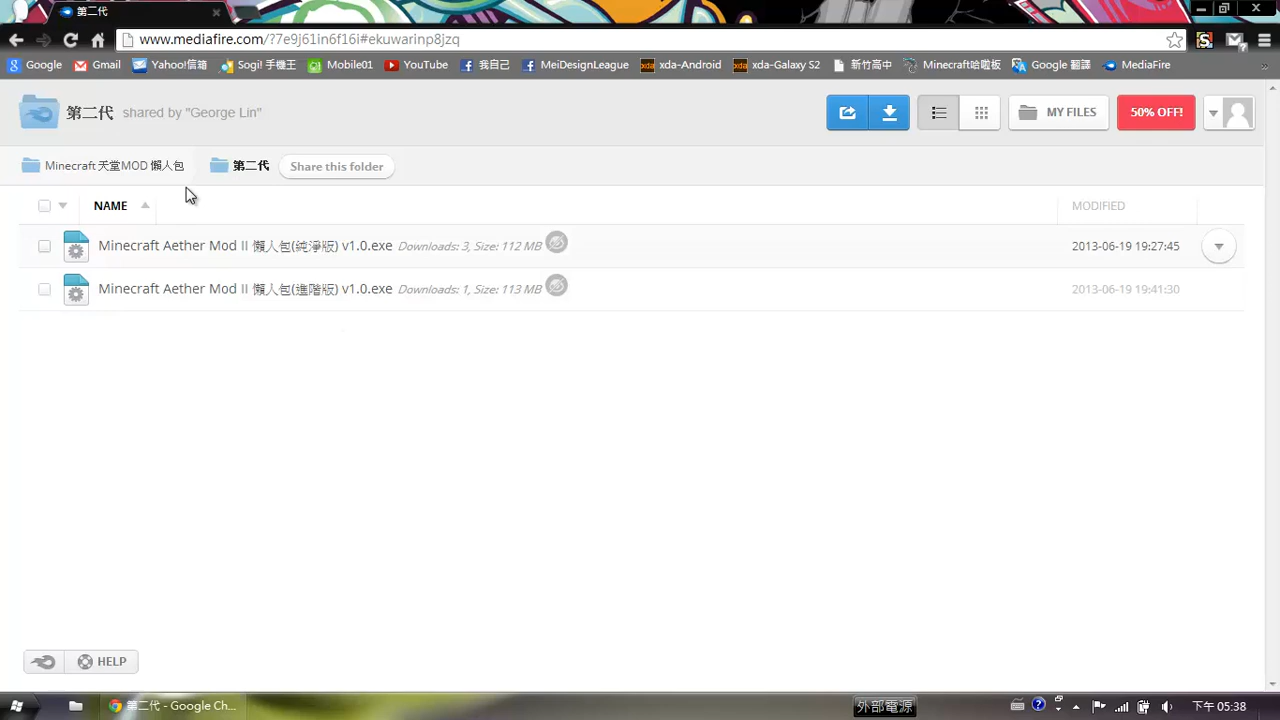 第二代
www.mediafire.com/?7e9j61in6f16i#ekuwarinp8jzq
Google Gmail Yahoo!信箱 Sogi! 手機王 Mobile01 YouTube 我自己 MeiDesignLeague xda-Android xda-Galaxy S2 新竹高中 Minecraft哈啦板 Google 翻譯 MediaFire »
第二代 shared by "George Lin" MY FILES 50% OFF!
Minecraft 天堂MOD 懶人包 第二代 Share this folder
NAME MODIFIED
Minecraft Aether Mod II 懶人包(純淨版) v1.0.exe Downloads: 3, Size: 112 MB 2013-06-19 19:27:45
Minecraft Aether Mod II 懶人包(進階版) v1.0.exe Downloads: 1, Size: 113 MB 2013-06-19 19:41:30
HELP
第二代 - Google Ch... 外部電源 下午 05:38